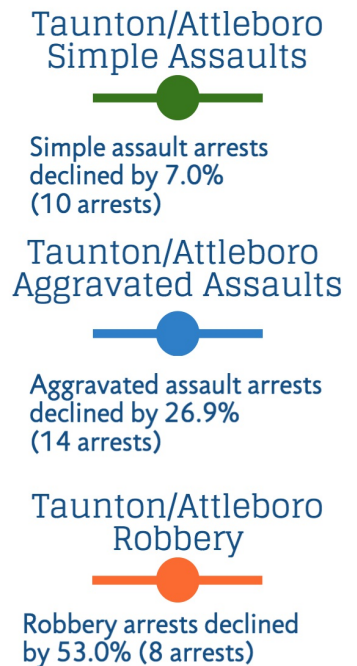 Taunton/Attleboro
Simple Assaults
Simple assault arrests
declined by 7.0%
(10 arrests)
Taunton/Attleboro
Aggravated Assaults
Aggravated assault arrests
declined by 26.9%
(14 arrests)
Taunton/Attleboro
Robbery
Robbery arrests declined
by 53.0% (8 arrests)